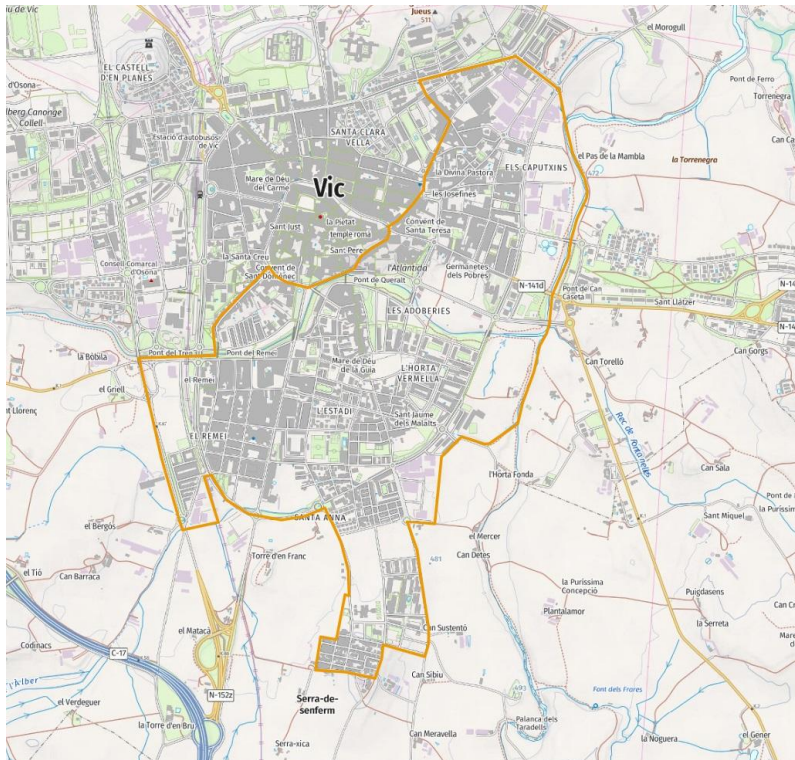 Jueus
511
el Morogull
EL CASTELL
D'EN PLANES
d'Osona
Pont de Ferro
Torrenegra
Collell
Estació d'autobusos
de Vic
SANTA CLARA
VELLA
la Divina Pastora
ELS CAPUTXINS
el Pas de la Mambla
la Torrenegra
472
Mare de Déu
del Carme
Vic
les Josefines
Sant Just
la Pietat
temple romà
Convent de
Santa Teresa
Sant Pere
Consell Comarcal
d'Osona
la Santa Creu
Convent de
Sant Domènec
l'Atlàntida
Germanetes
dels Pobres
Pont de Queralt
N-141d
Pont de Can
Caseta
Sant Llàtzer
LES ADOBERIES
la Bòbila
Pont del Tren
Pont del Remei
Can Gorgs
el Griell
el Remei
Mare de Déu
de la Guia
L'HORTA
VERMELLA
Can Torelló
t Llorenç
L'ESTADI
Sant Jaume
dels Malalts
EL REMEI
l'Horta Fonda
Can Sala
Sant Miquel
SANTA ANNA
el Bergós
el Mercer
Torre d'en Franc
481
Can Detes
el Tió
Can Barraca
la Puríssima
Concepció
Puigdasens
Plantalamor
la Serreta
el Matacà
Can Sustentó
Codinacs
C-17
Can Sibiu
l'Alber
N-152z
Serra-de-
senferm
493
Font dels Frares
el Verdeguer
la Torre d'en Bru
Palanca dels
Taradells
Serra-xica
Can Meravella
la Noguera
el Gener